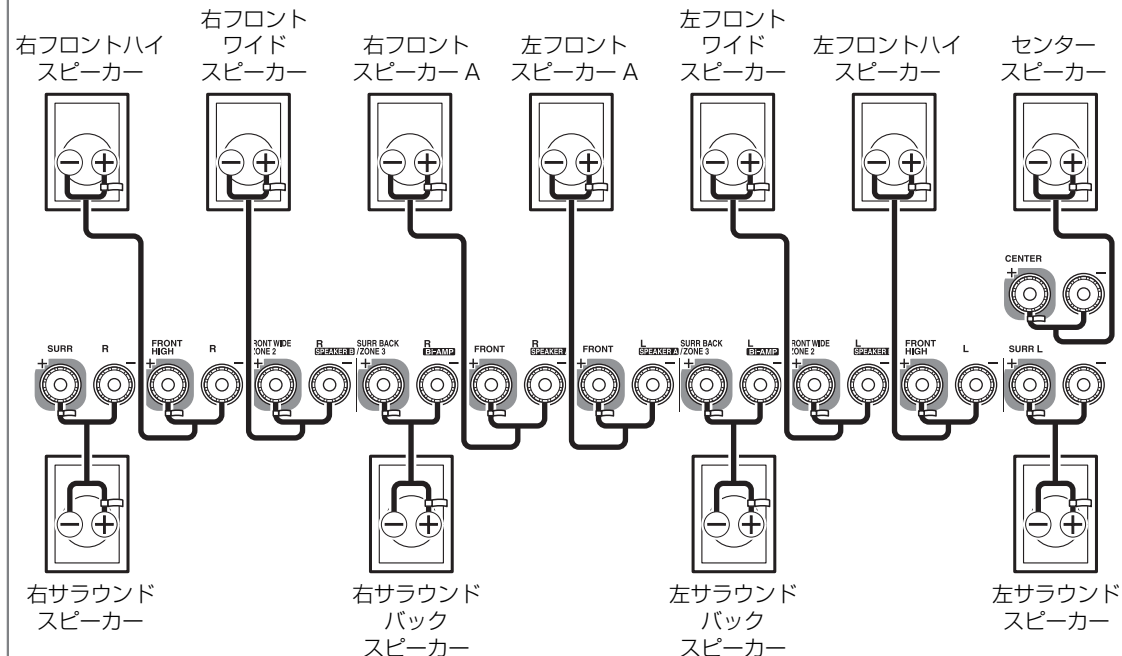 右フロントハイ
スピーカー
右フロント
ワイド
スピーカー
右フロント
スピーカー A
左フロント
スピーカー A
左フロント
ワイド
スピーカー
左フロントハイ
スピーカー
センター
スピーカー
− +
− +
− +
− +
− +
− +
− +
CENTER
+ −
SURR R
+ −
FRONT
HIGH R
+ −
RONT WIDE R
ZONE 2 SPEAKER B
+ −
SURR BACK R
/ZONE 3 BI-AMP
+ −
FRONT R
SPEAKER A
+ −
FRONT L
SPEAKER A
+ −
SURR BACK L
/ZONE 3 BI-AMP
+ −
RONT WIDE L
ZONE 2 SPEAKER B
+ −
FRONT
HIGH L
+ −
SURR L
+ −
− +
− +
− +
− +
右サラウンド
スピーカー
右サラウンド
バック
スピーカー
左サラウンド
バック
スピーカー
左サラウンド
スピーカー